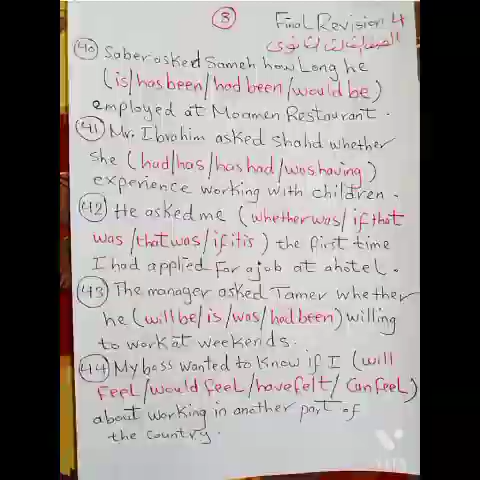 8 Final Revision 4
الصف الثالث الثانوى
40 Saber asked Sameh how Long he
(is/has been/had been/would be)
employed at Moamen Restaurant.
41 Mr. Ibrahim asked Shahd whether
she (had/has/has had/was having)
experience working with children.
42 He asked me (whether was/if that
was/that was/if it is) the first time
I had applied for a job at a hotel.
43 The manager asked Tamer whether
he (will be/is/was/had been) willing
to work at weekends.
44 My boss wanted to know if I (will
feel/would feel/have felt/can feel)
about working in another part of
the country.